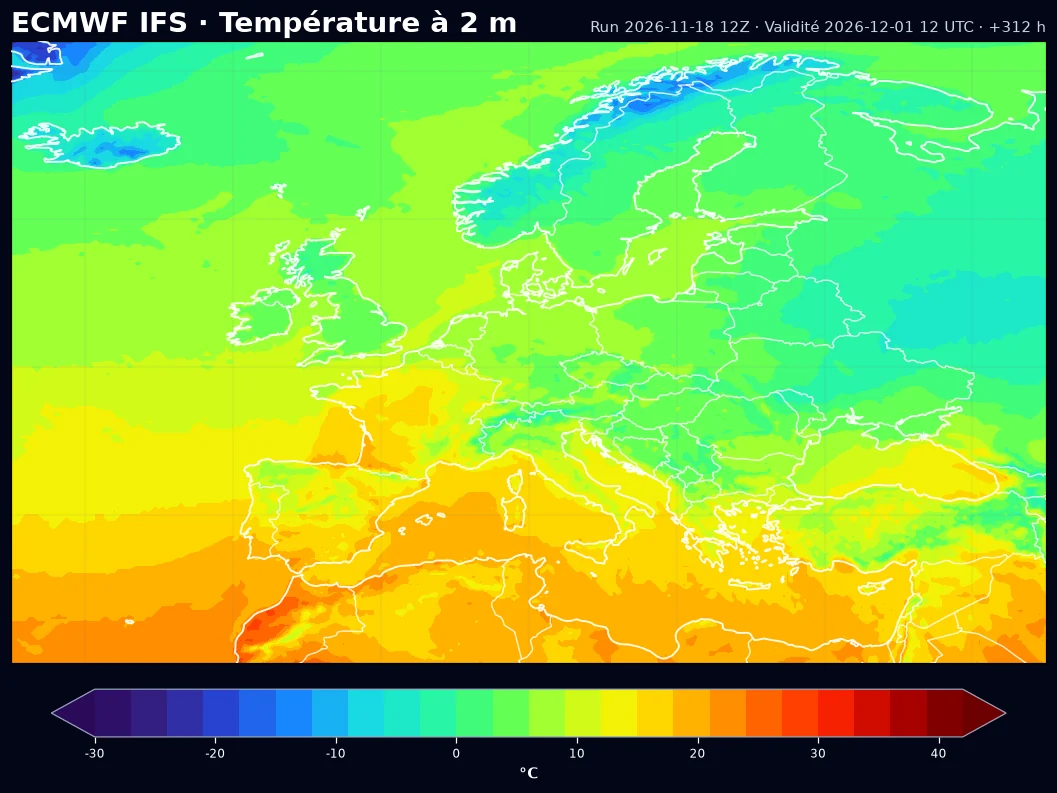 ECMWF IFS · Température à 2 m
Run 2026-11-18 12Z · Validité 2026-12-01 12 UTC · +312 h
-30 -20 -10 0 10 20 30 40
°C